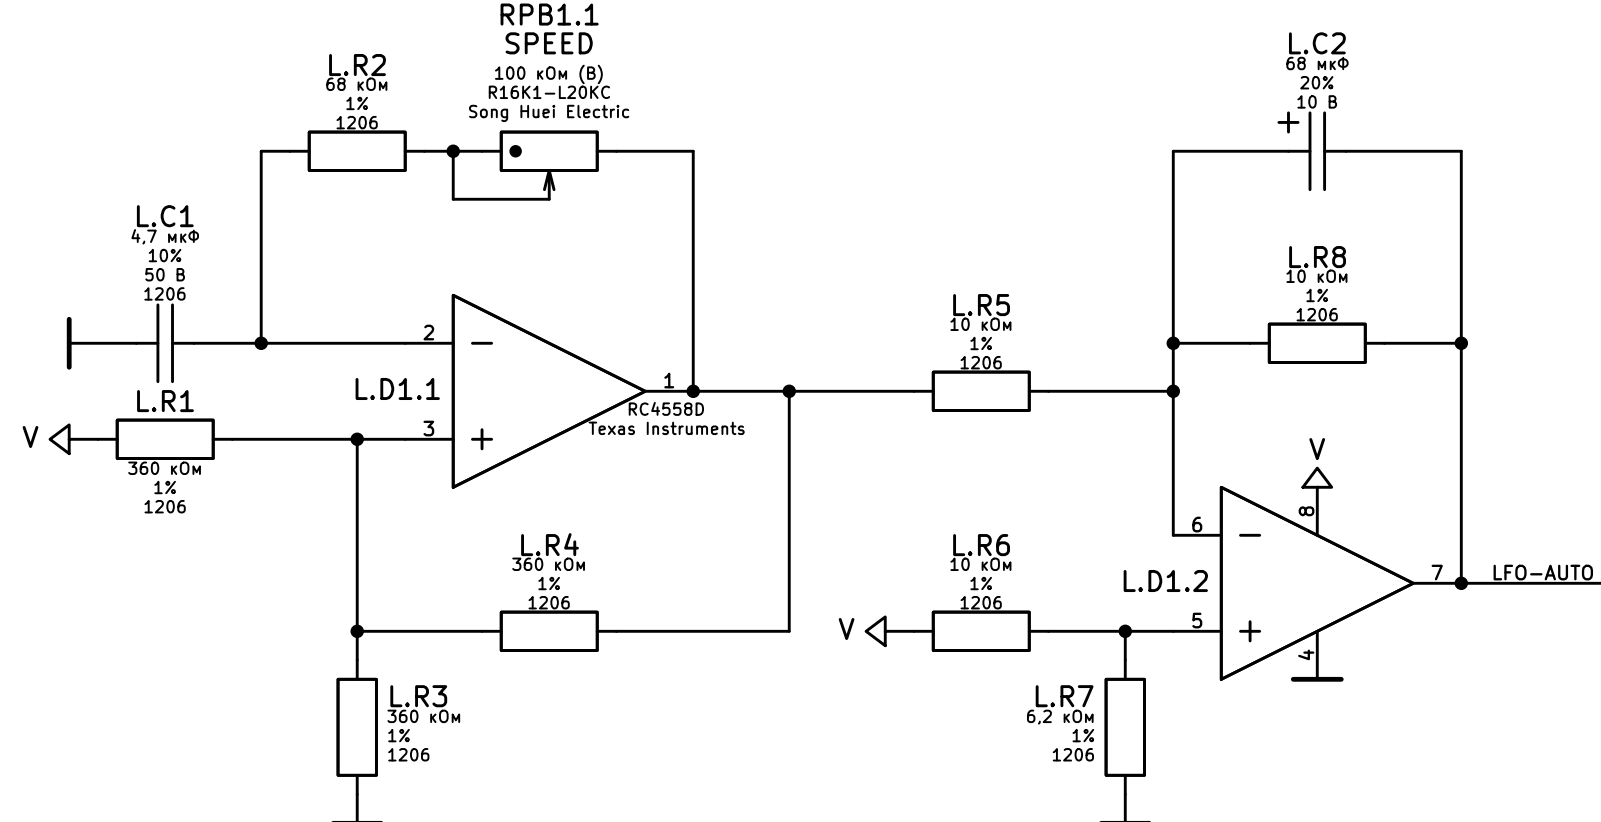 RPB1.1
SPEED
100 кОм (B)
R16K1-L20KC
Song Huei Electric
L.R2
68 кОм
1%
1206
L.C2
68 мкФ
20%
10 В
+
L.C1
4,7 мкФ
10%
50 В
1206
L.R8
10 кОм
1%
1206
L.R5
10 кОм
1%
1206
2
L.D1.1
1
RC4558D
Texas Instruments
3
L.R1
360 кОм
1%
1206
V
V
8
6
L.D1.2
7
LFO-AUTO
5
4
L.R4
360 кОм
1%
1206
L.R6
10 кОм
1%
1206
V
L.R3
360 кОм
1%
1206
L.R7
6,2 кОм
1%
1206